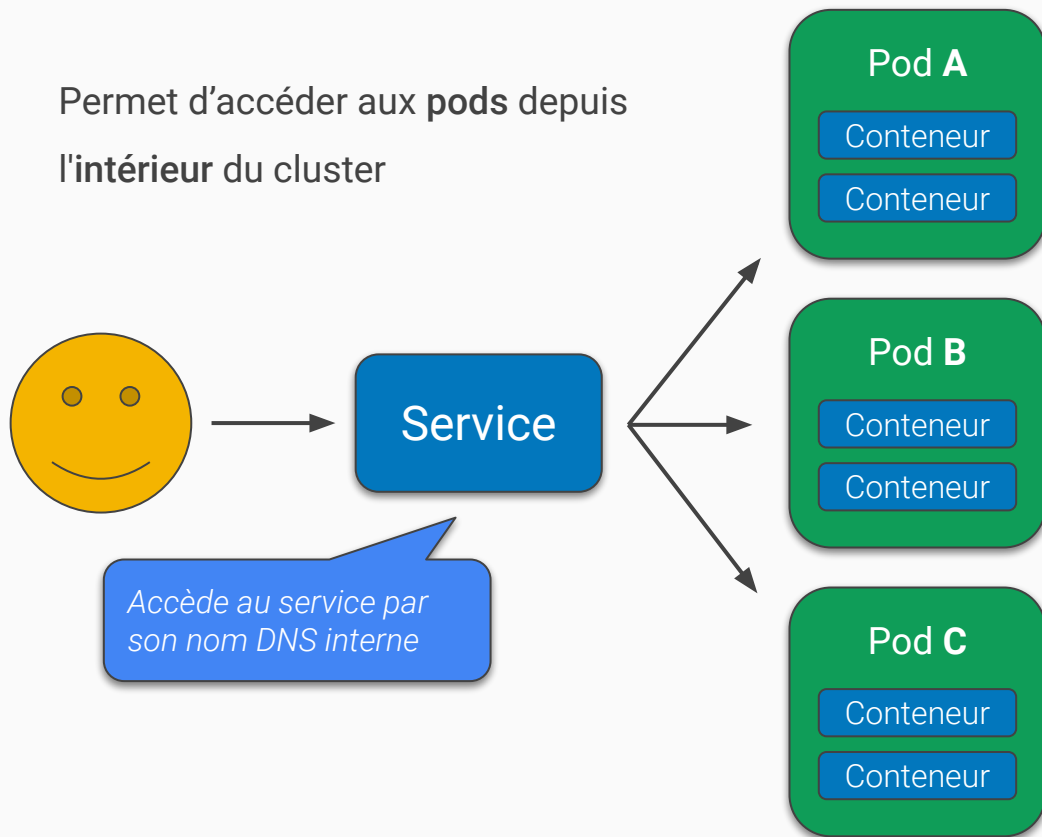 Permet d’accéder aux pods depuis
l'intérieur du cluster
Service
Accède au service par
son nom DNS interne
Pod A
Conteneur
Conteneur
Pod B
Conteneur
Conteneur
Pod C
Conteneur
Conteneur